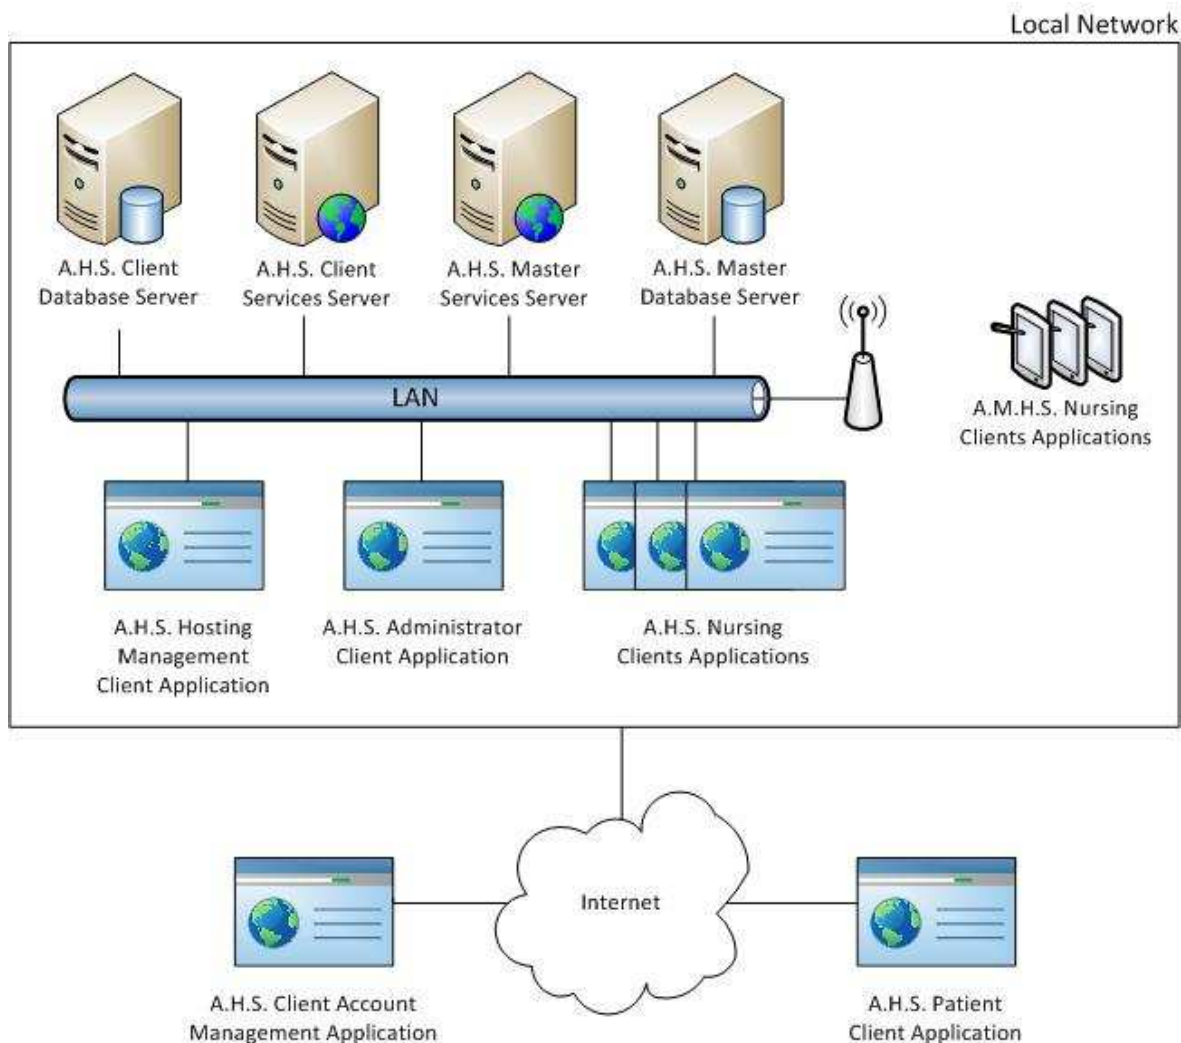 Local Network
A.H.S. Client
Database Server
A.H.S. Client
Services Server
A.H.S. Master
Services Server
A.H.S. Master
Database Server
LAN
A.M.H.S. Nursing
Clients Applications
A.H.S. Hosting
Management
Client Application
A.H.S. Administrator
Client Application
A.H.S. Nursing
Clients Applications
Internet
A.H.S. Client Account
Management Application
A.H.S. Patient
Client Application